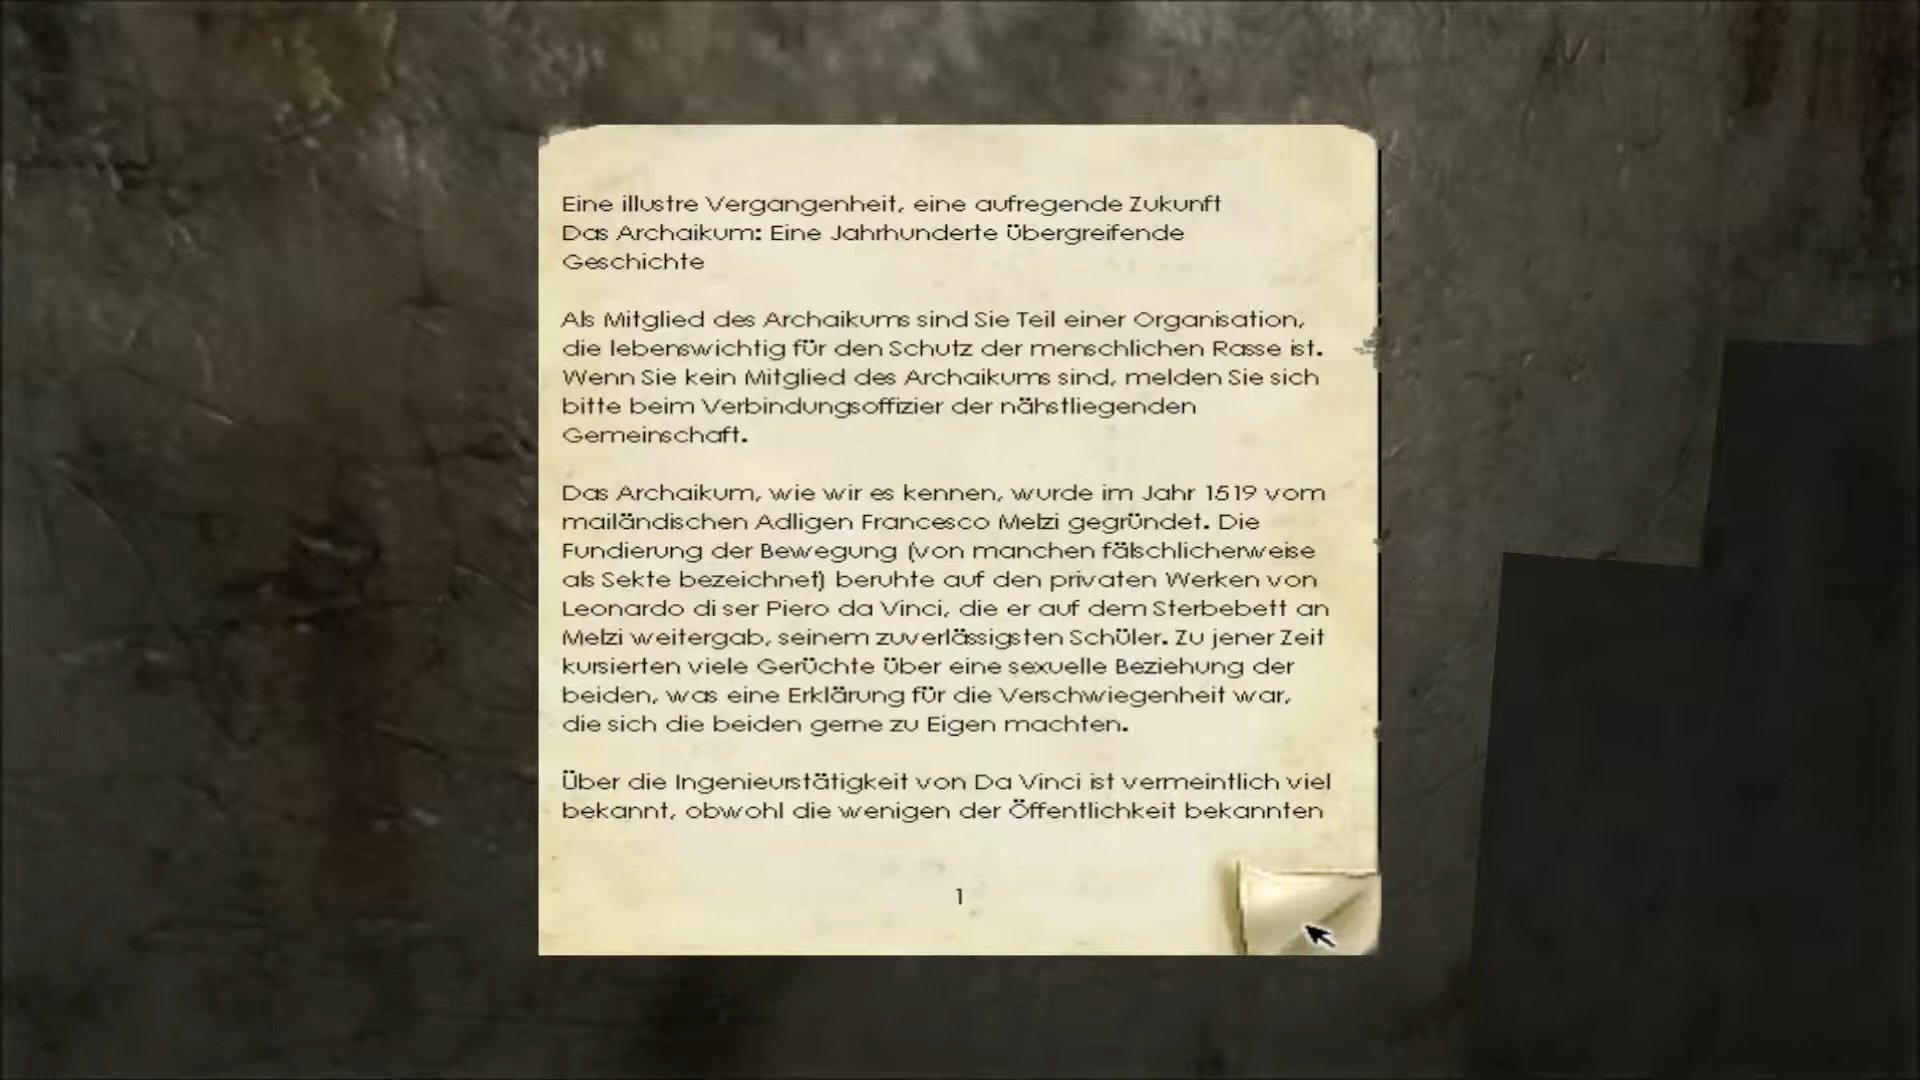 Eine illustre Vergangenheit, eine aufregende Zukunft
Das Archaikum: Eine Jahrhunderte übergreifende
Geschichte
Als Mitglied des Archaikums sind Sie Teil einer Organisation,
die lebenswichtig für den Schutz der menschlichen Rasse ist.
Wenn Sie kein Mitglied des Archaikums sind, melden Sie sich
bitte beim Verbindungsoffizier der nähstliegenden
Gemeinschaft.
Das Archaikum, wie wir es kennen, wurde im Jahr 1519 vom
mailändischen Adligen Francesco Melzi gegründet. Die
Fundierung der Bewegung (von manchen fälschlicherweise
als Sekte bezeichnet) beruhte auf den privaten Werken von
Leonardo di ser Piero da Vinci, die er auf dem Sterbebett an
Melzi weitergab, seinem zuverlässigsten Schüler. Zu jener Zeit
kursierten viele Gerüchte über eine sexuelle Beziehung der
beiden, was eine Erklärung für die Verschwiegenheit war,
die sich die beiden gerne zu Eigen machten.
Über die Ingenieurstätigkeit von Da Vinci ist vermeintlich viel
bekannt, obwohl die wenigen der Öffentlichkeit bekannten
1